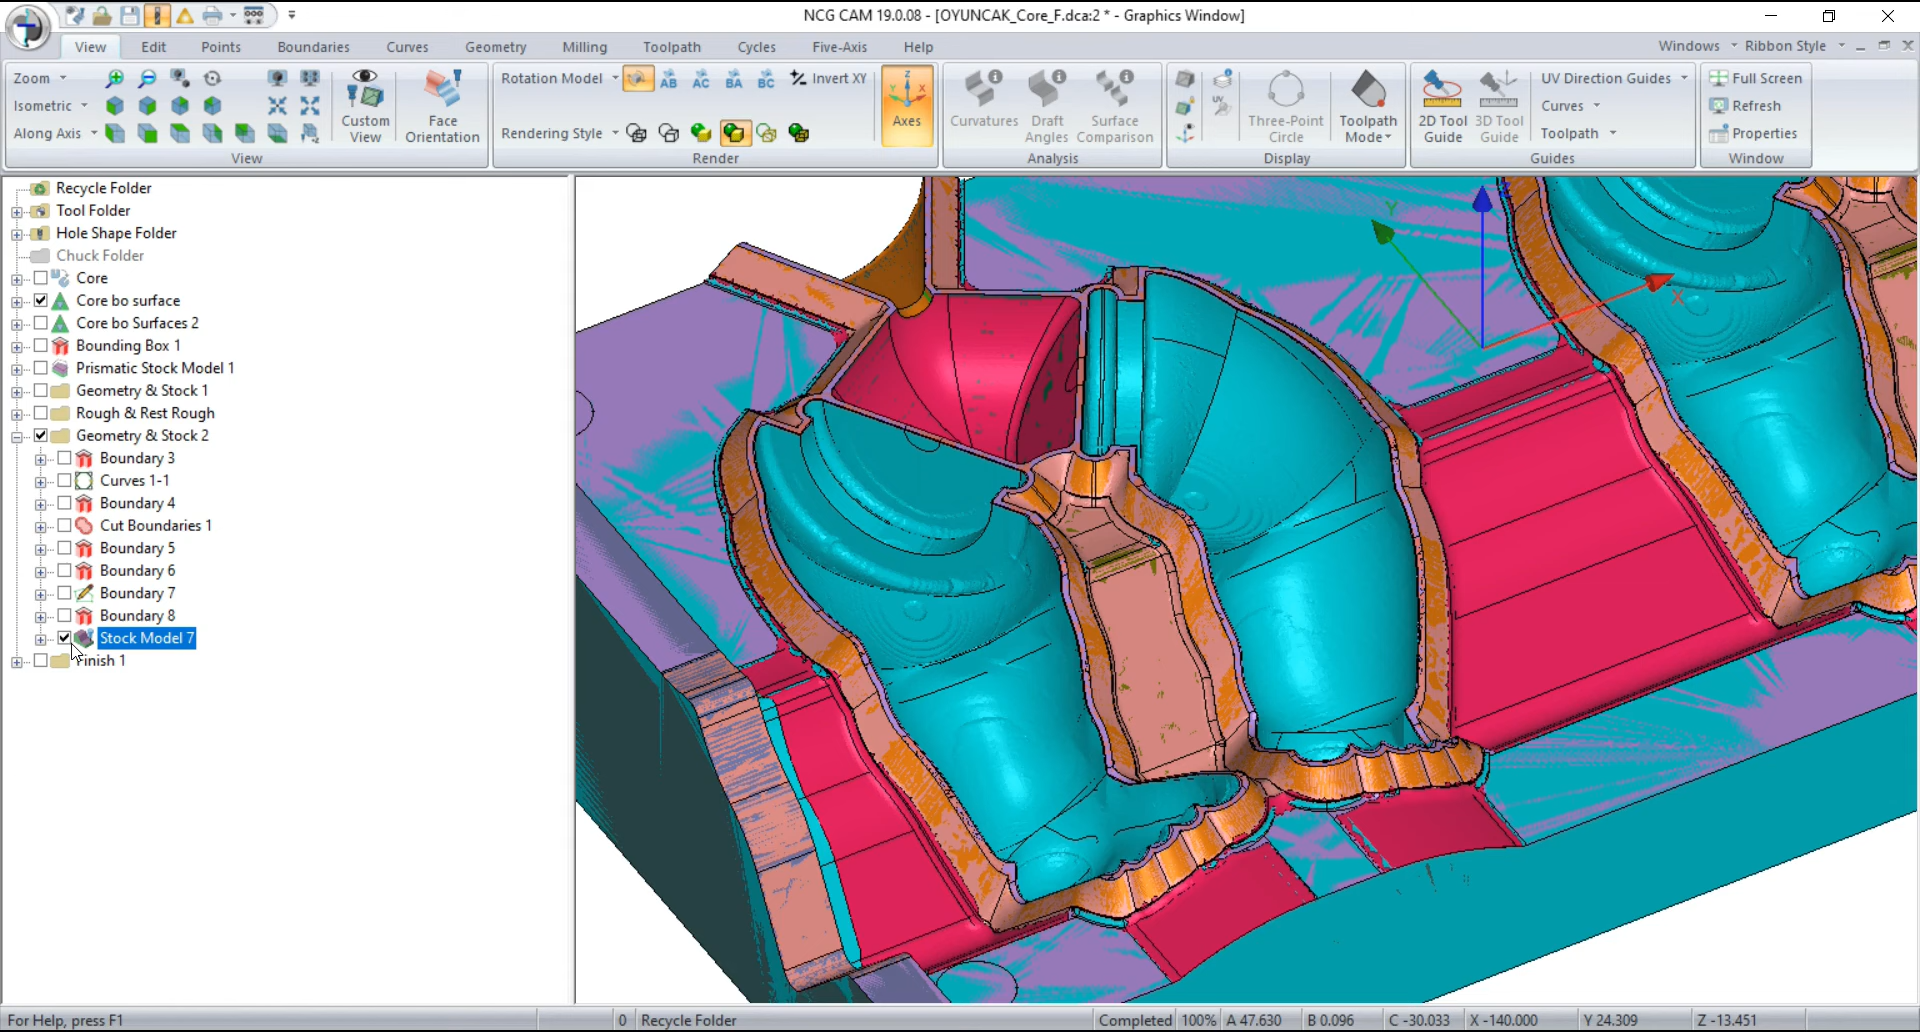 NCG CAM 19.0.08 - [OYUNCAK_Core_F.dca:2 * - Graphics Window]
View Edit Points Boundaries Curves Geometry Milling Toolpath Cycles Five-Axis Help Windows Ribbon Style
Zoom
Isometric
Along Axis
Custom View
Face Orientation
View
Rotation Model AB AC BA BC Invert XY
Rendering Style
Axes
Render
Curvatures
Draft Angles
Surface Comparison
Analysis
UV
Three-Point Circle
Toolpath Mode
Display
2D Tool Guide
3D Tool Guide
UV Direction Guides
Curves
Toolpath
Guides
Full Screen
Refresh
Properties
Window
Recycle Folder
Tool Folder
Hole Shape Folder
Chuck Folder
Core
Core bo surface
Core bo Surfaces 2
Bounding Box 1
Prismatic Stock Model 1
Geometry & Stock 1
Rough & Rest Rough
Geometry & Stock 2
Boundary 3
Curves 1-1
Boundary 4
Cut Boundaries 1
Boundary 5
Boundary 6
Boundary 7
Boundary 8
Stock Model 7
Finish 1
Y
X
For Help, press F1 0 Recycle Folder Completed 100% A 47.630 B 0.096 C -30.033 X -140.000 Y 24.309 Z -13.451